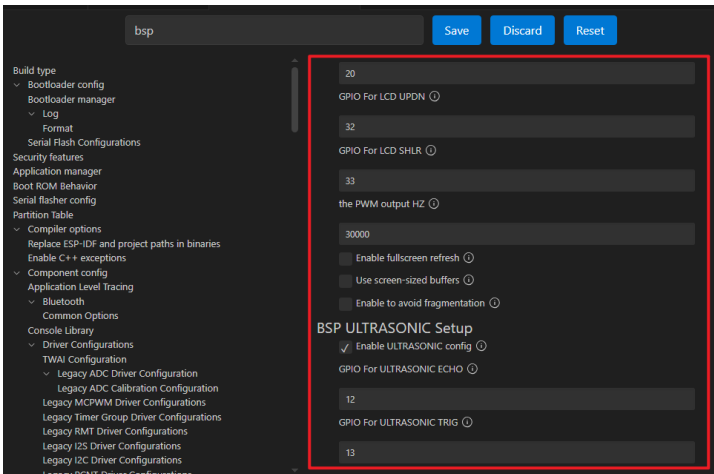 bsp
Save
Discard
Reset
Build type
Bootloader config
Bootloader manager
Log
Format
Serial Flash Configurations
Security features
Application manager
Boot ROM Behavior
Serial flasher config
Partition Table
Compiler options
Replace ESP-IDF and project paths in binaries
Enable C++ exceptions
Component config
Application Level Tracing
Bluetooth
Common Options
Console Library
Driver Configurations
TWAI Configuration
Legacy ADC Driver Configuration
Legacy ADC Calibration Configuration
Legacy MCPWM Driver Configurations
Legacy Timer Group Driver Configurations
Legacy RMT Driver Configurations
Legacy I2S Driver Configurations
Legacy I2C Driver Configurations
Legacy PCNT Driver Configurations
20
GPIO For LCD UPDN
32
GPIO For LCD SHLR
33
the PWM output HZ
30000
Enable fullscreen refresh
Use screen-sized buffers
Enable to avoid fragmentation
BSP ULTRASONIC Setup
Enable ULTRASONIC config
GPIO For ULTRASONIC ECHO
12
GPIO For ULTRASONIC TRIG
13